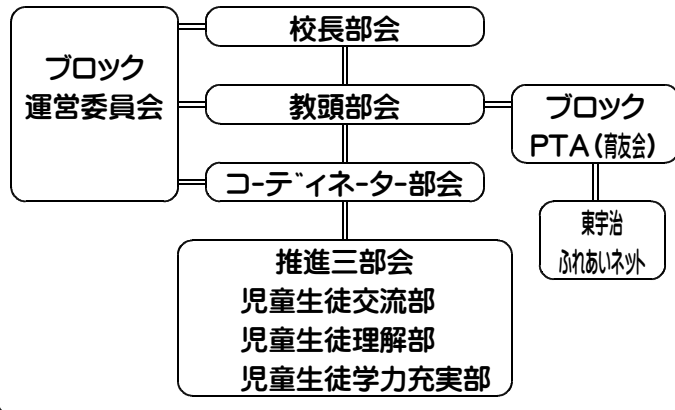 ブロック
運営委員会
校長部会
教頭部会
コーディネーター部会
ブロック
PTA(育友会)
東宇治
ふれあいネット
推進三部会
児童生徒交流部
児童生徒理解部
児童生徒学力充実部